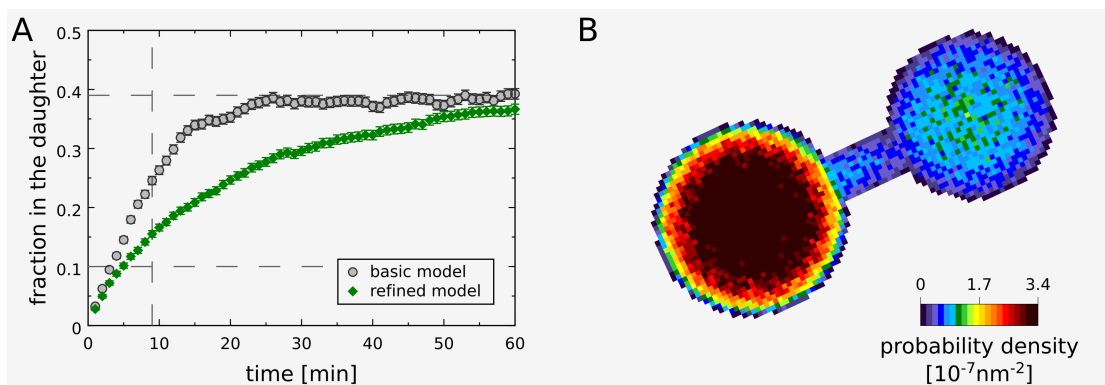 A
fraction in the daughter
0.5
0.4
0.3
0.2
0.1
0
0 10 20 30 40 50 60
time [min]
basic model
refined model
B
0 1.7 3.4
probability density
[10⁻⁷nm⁻²]